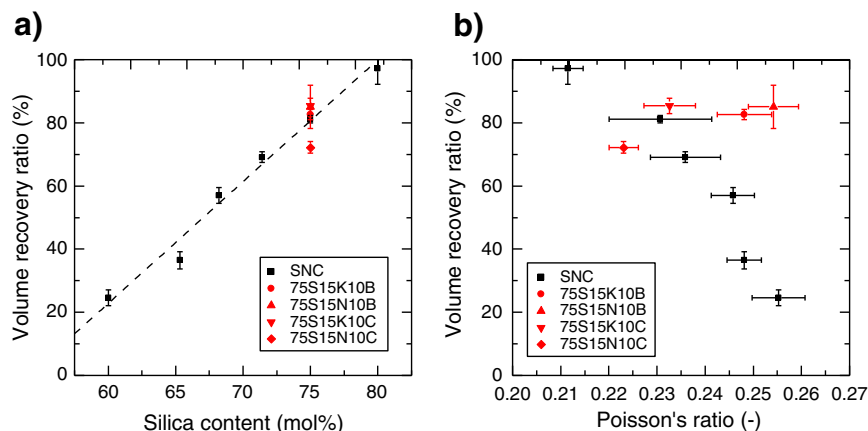 a)
Volume recovery ratio (%)
100
80
60
40
20
0
SNC
75S15K10B
75S15N10B
75S15K10C
75S15N10C
60 65 70 75 80
Silica content (mol%)
b)
Volume recovery ratio (%)
100
80
60
40
20
0
SNC
75S15K10B
75S15N10B
75S15K10C
75S15N10C
0.20 0.21 0.22 0.23 0.24 0.25 0.26 0.27
Poisson's ratio (-)